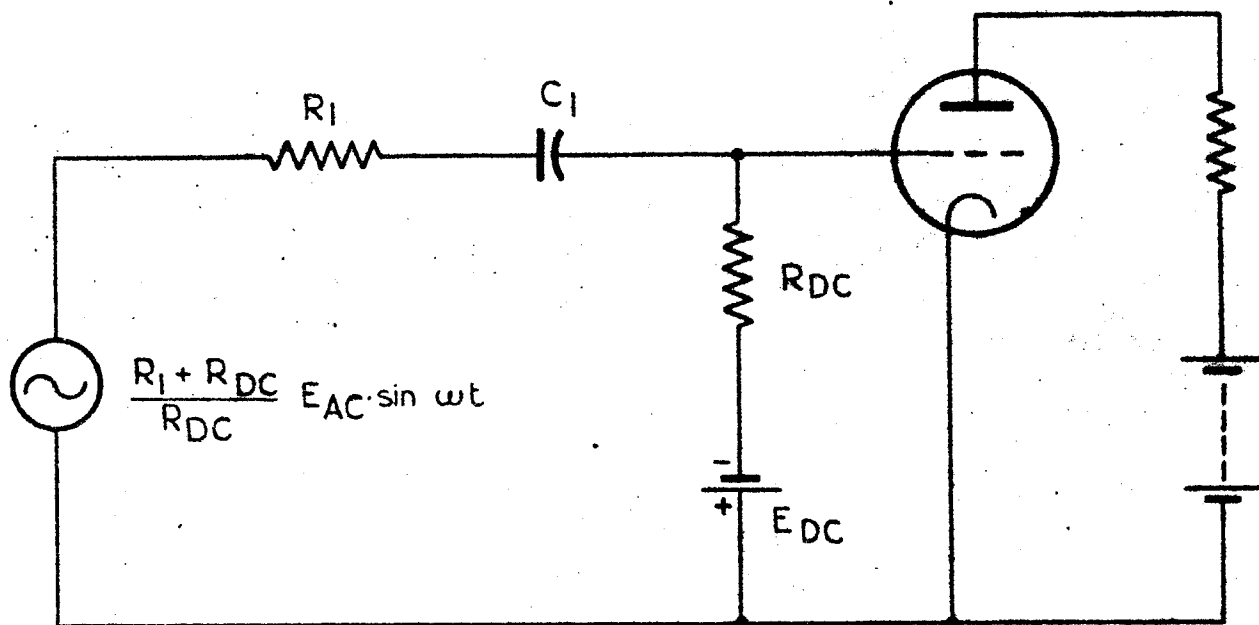 R1
C1
RDC
R1 + RDC
RDC
EAC·sin ωt
-
+
EDC